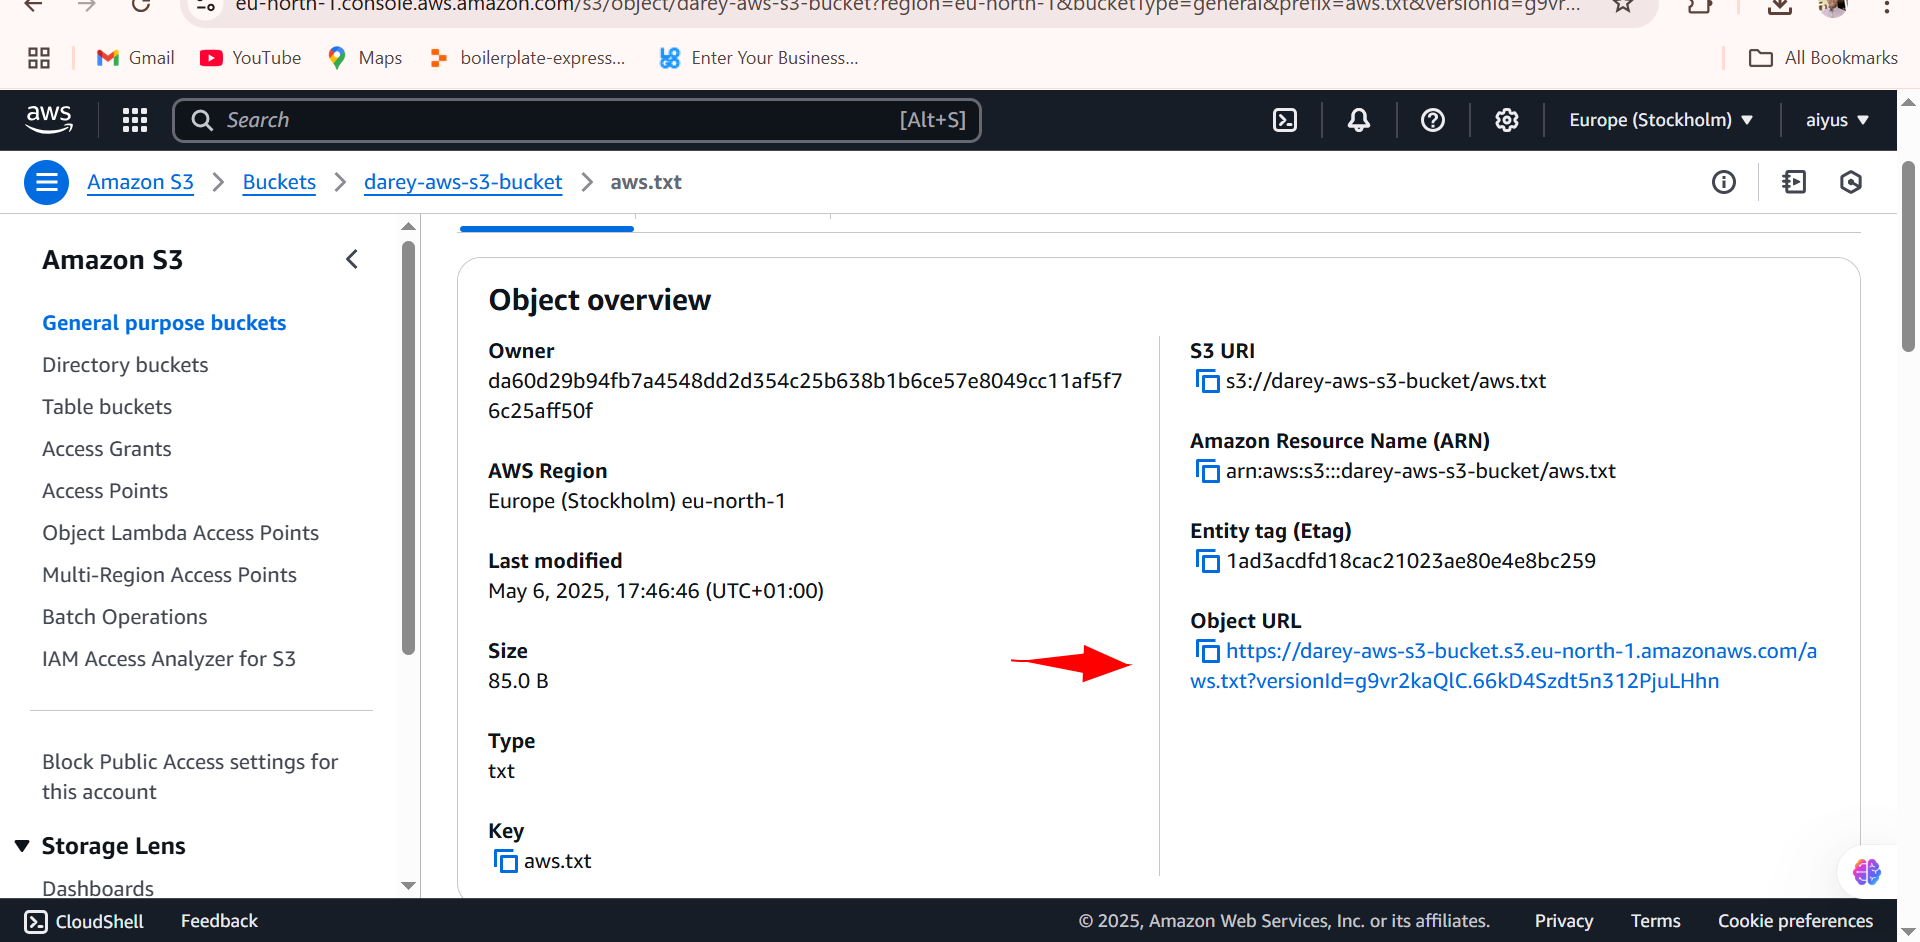 eu-north-1.console.aws.amazon.com/s3/object/darey-aws-s3-bucket?region=eu-north-1&bucketType=general&prefix=aws.txt&versionId=g9vr...
Gmail YouTube Maps boilerplate-express... Enter Your Business... All Bookmarks
aws Search [Alt+S] Europe (Stockholm) aiyus
Amazon S3 Buckets darey-aws-s3-bucket aws.txt
Amazon S3
General purpose buckets
Directory buckets
Table buckets
Access Grants
Access Points
Object Lambda Access Points
Multi-Region Access Points
Batch Operations
IAM Access Analyzer for S3
Block Public Access settings for
this account
Storage Lens
Dashboards
Object overview
Owner
da60d29b94fb7a4548dd2d354c25b638b1b6ce57e8049cc11af5f7
6c25aff50f
AWS Region
Europe (Stockholm) eu-north-1
Last modified
May 6, 2025, 17:46:46 (UTC+01:00)
Size
85.0 B
Type
txt
Key
aws.txt
S3 URI
s3://darey-aws-s3-bucket/aws.txt
Amazon Resource Name (ARN)
arn:aws:s3:::darey-aws-s3-bucket/aws.txt
Entity tag (Etag)
1ad3acdfd18cac21023ae80e4e8bc259
Object URL
https://darey-aws-s3-bucket.s3.eu-north-1.amazonaws.com/a
ws.txt?versionId=g9vr2kaQlC.66kD4Szdt5n312PjuLHhn
CloudShell Feedback © 2025, Amazon Web Services, Inc. or its affiliates. Privacy Terms Cookie preferences